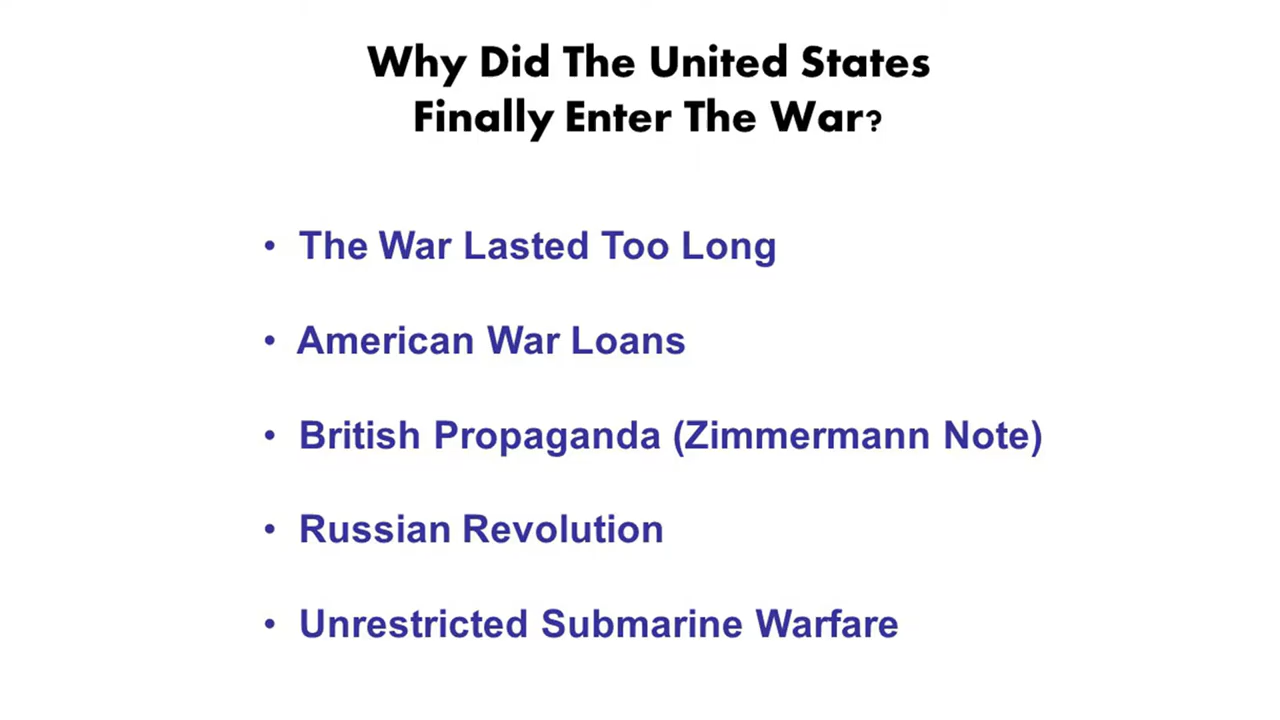 Why Did The United States
Finally Enter The War?
• The War Lasted Too Long
• American War Loans
• British Propaganda (Zimmermann Note)
• Russian Revolution
• Unrestricted Submarine Warfare